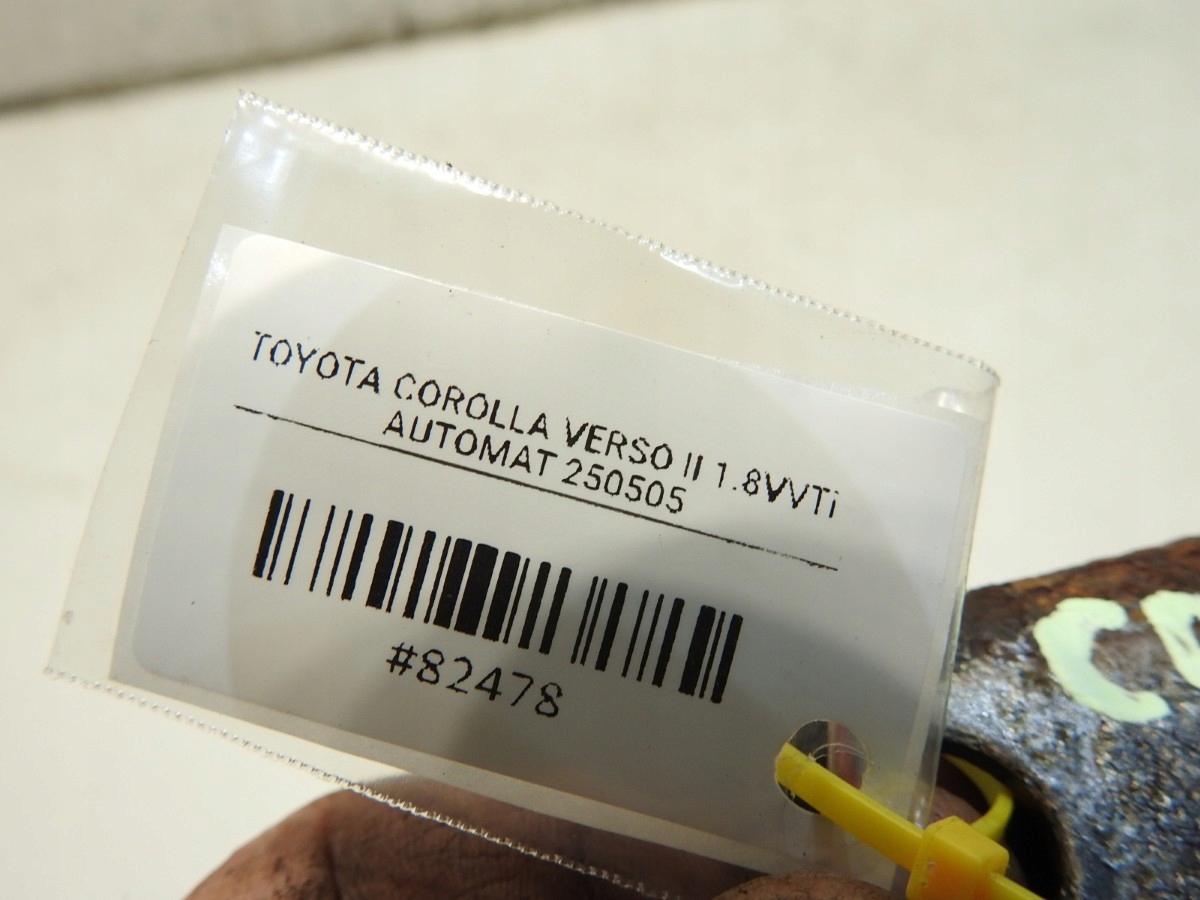 TOYOTA COROLLA VERSO II 1.8VVTi
AUTOMAT 250505
#82478